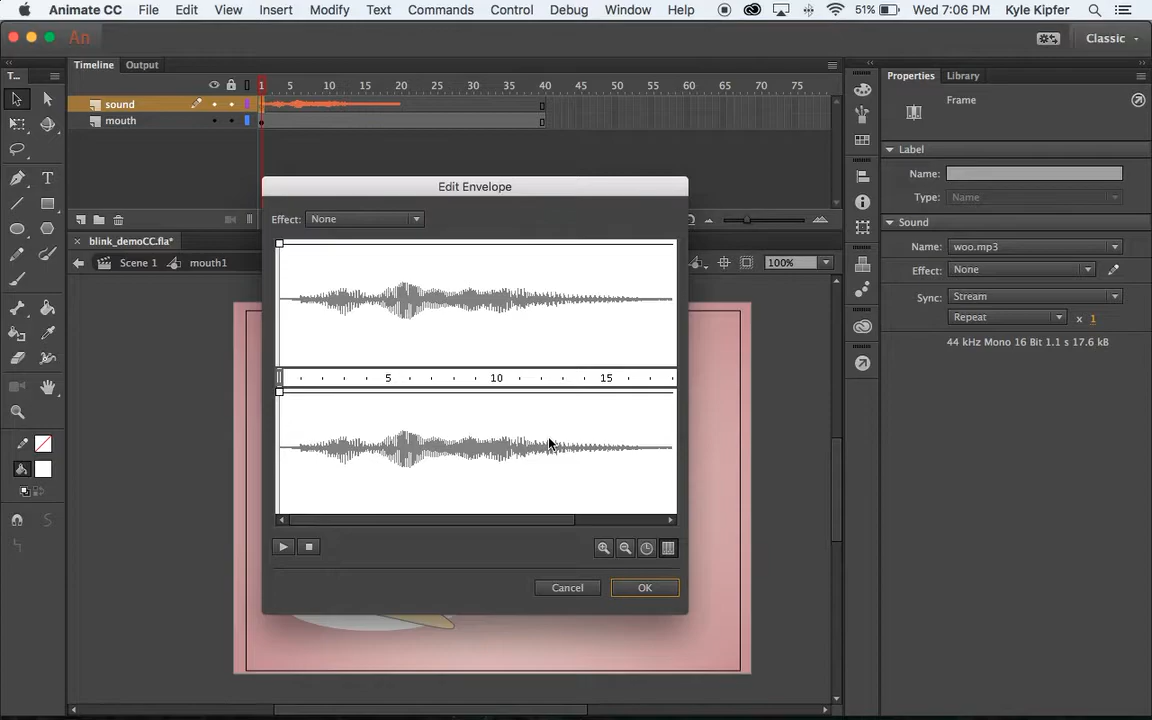 Animate CC File Edit View Insert Modify Text Commands Control Debug Window Help 51% Wed 7:06 PM Kyle Kipfer
An Classic
T... Timeline Output Properties Library
1 5 10 15 20 25 30 35 40 45 50 55 60 65 70 75
Frame
sound
mouth
Label
Name:
Type: Name
Edit Envelope
Effect: None
Sound
blink_demoCC.fla*
Name: woo.mp3
Scene 1 mouth1 100%
Effect: None
Sync: Stream
Repeat x 1
44 kHz Mono 16 Bit 1.1 s 17.6 kB
5 10 15
Cancel OK